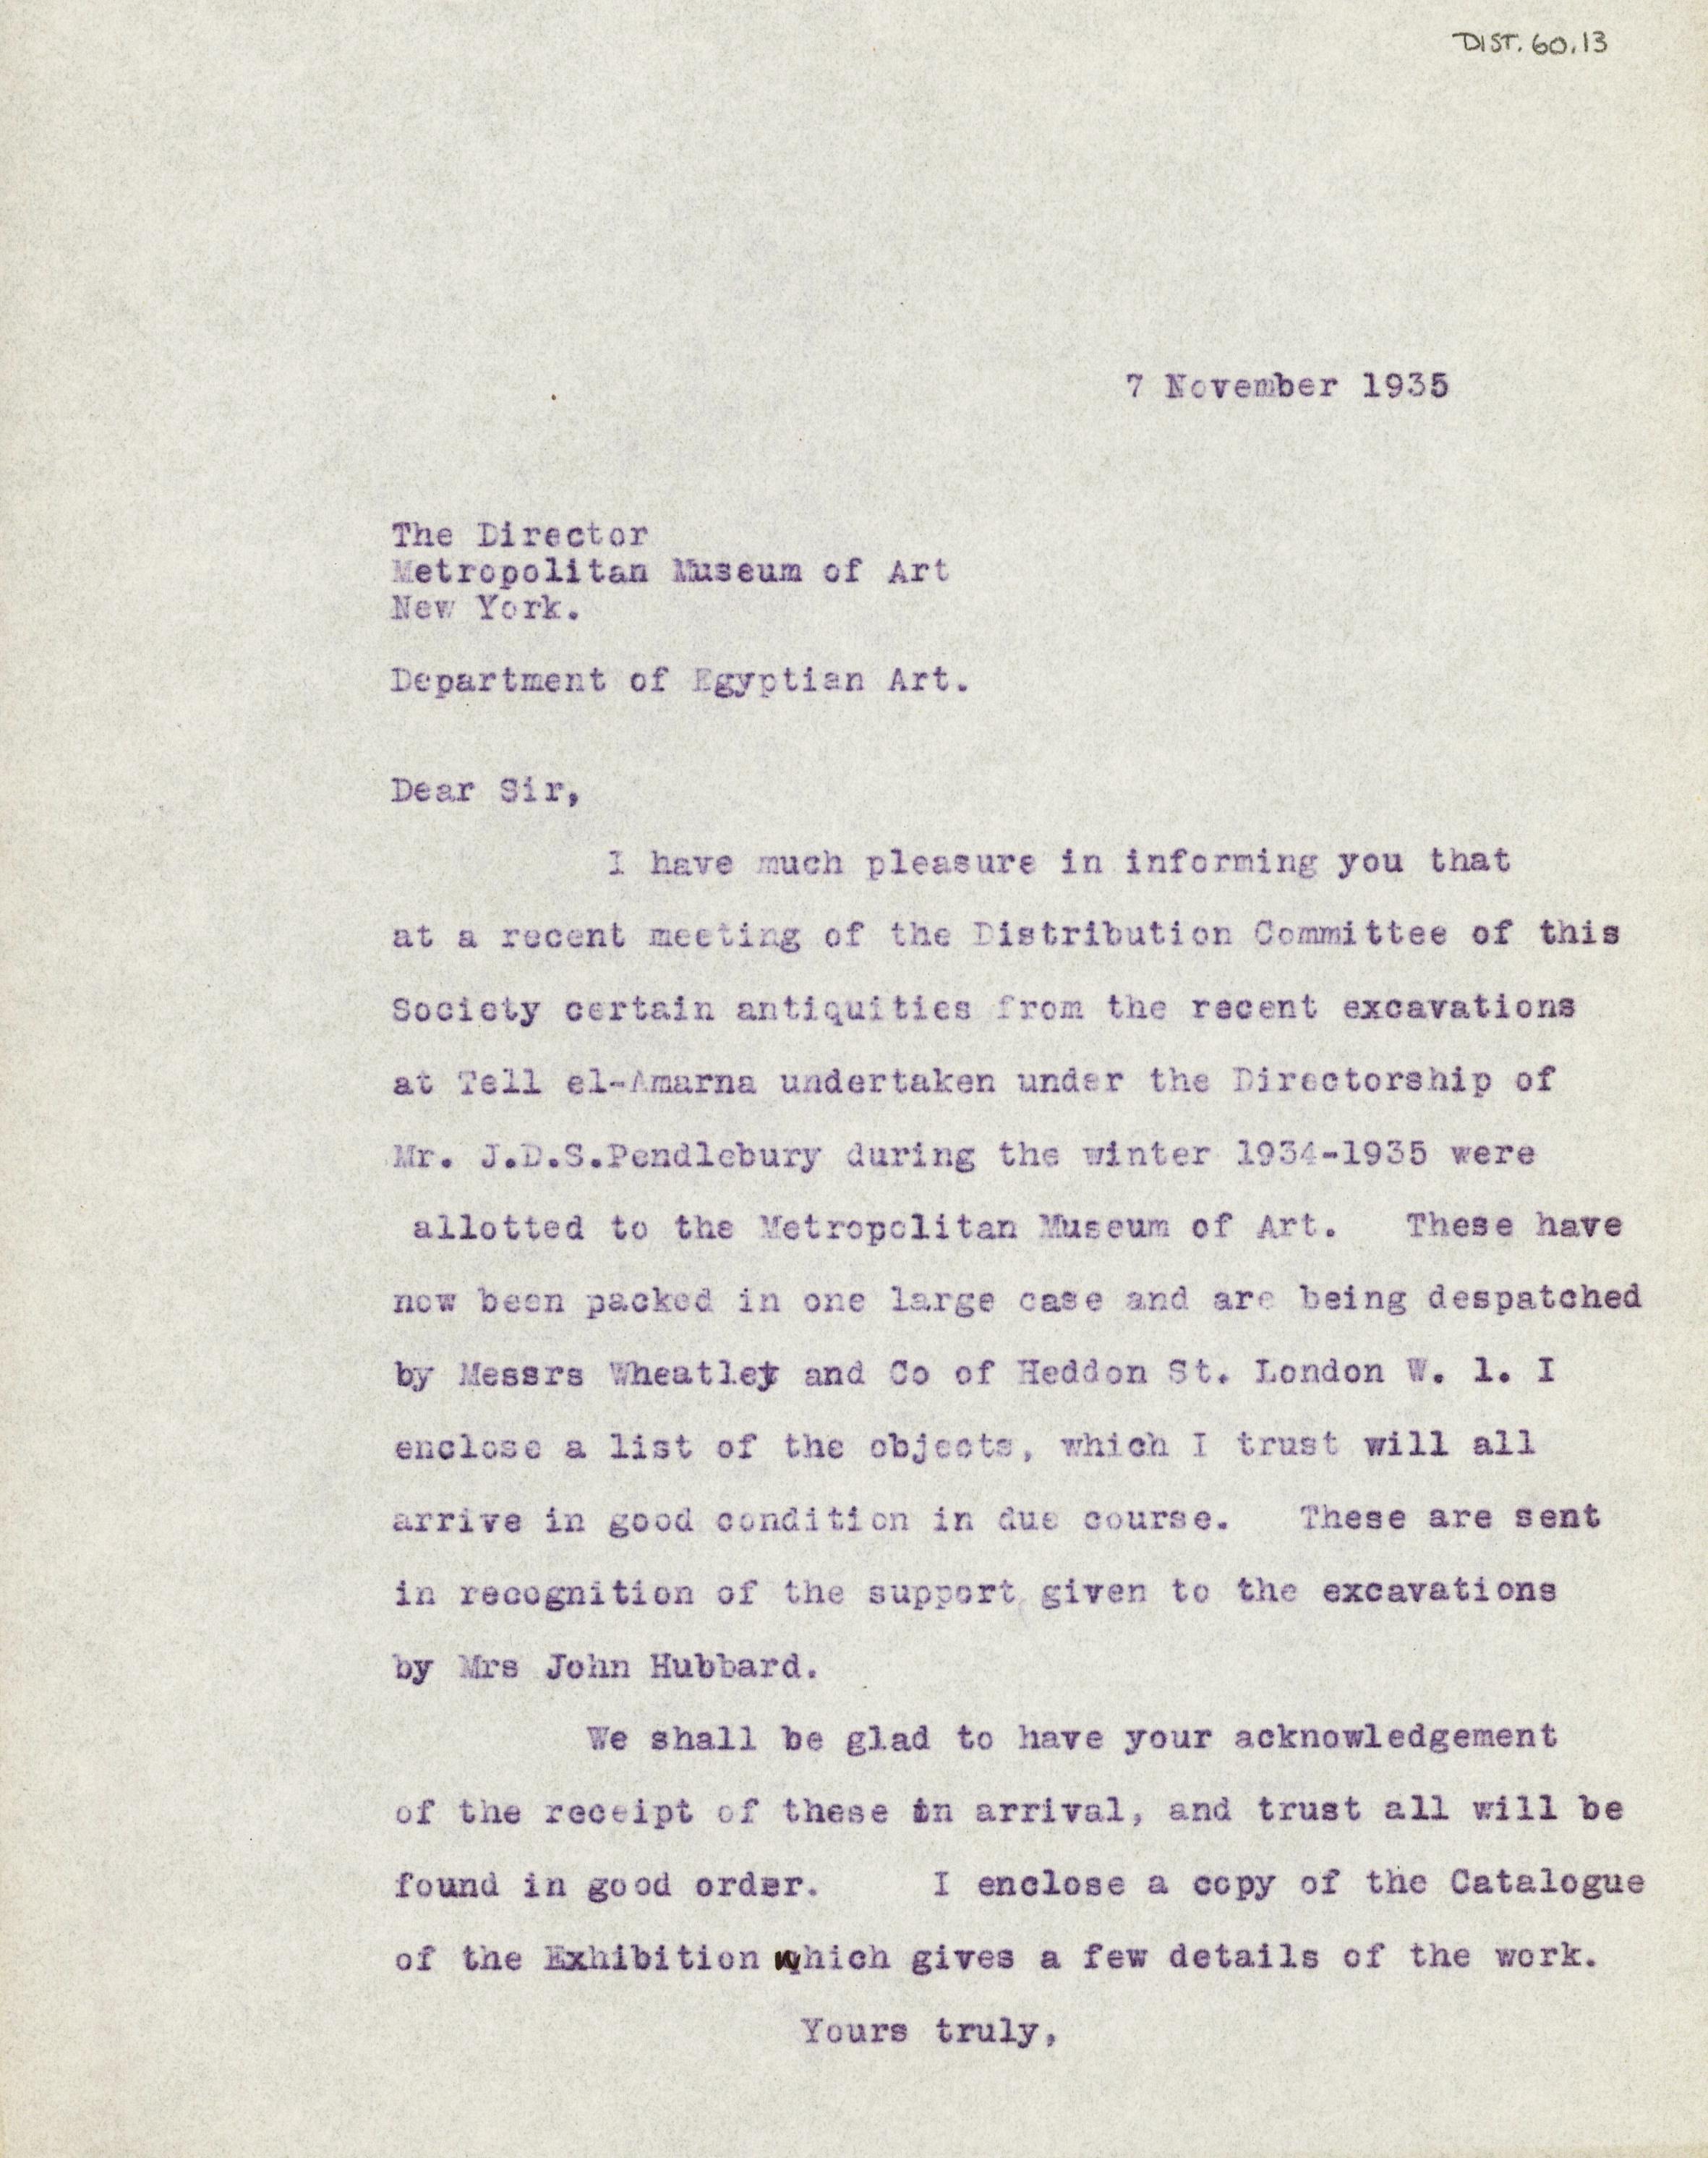 DIST. 60.13
7 November 1935
The Director
Metropolitan Museum of Art
New York.
Department of Egyptian Art.
Dear Sir,
I have much pleasure in informing you that
at a recent meeting of the Distribution Committee of this
Society certain antiquities from the recent excavations
at Tell el-Amarna undertaken under the Directorship of
Mr. J.D.S.Pendlebury during the winter 1934-1935 were
allotted to the Metropolitan Museum of Art. These have
now been packed in one large case and are being despatched
by Messrs Wheatley and Co of Heddon St. London W. 1. I
enclose a list of the objects, which I trust will all
arrive in good condition in due course. These are sent
in recognition of the support given to the excavations
by Mrs John Hubbard.
We shall be glad to have your acknowledgement
of the receipt of these on arrival, and trust all will be
found in good order. I enclose a copy of the Catalogue
of the Exhibition which gives a few details of the work.
Yours truly,